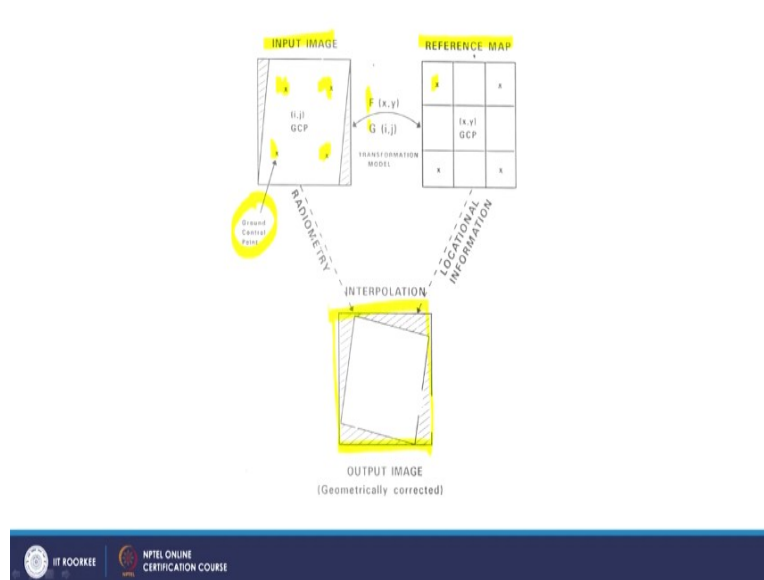 INPUT IMAGE
REFERENCE MAP
x x
x x
(i,j)
GCP
F (x,y)
G (i,j)
TRANSFORMATION
MODEL
x x
x x
(x,y)
GCP
Ground
Control
Point
RADIOMETRY
LOCATIONAL
INFORMATION
INTERPOLATION
OUTPUT IMAGE
(Geometrically corrected)
IIT ROORKEE
NPTEL ONLINE
CERTIFICATION COURSE